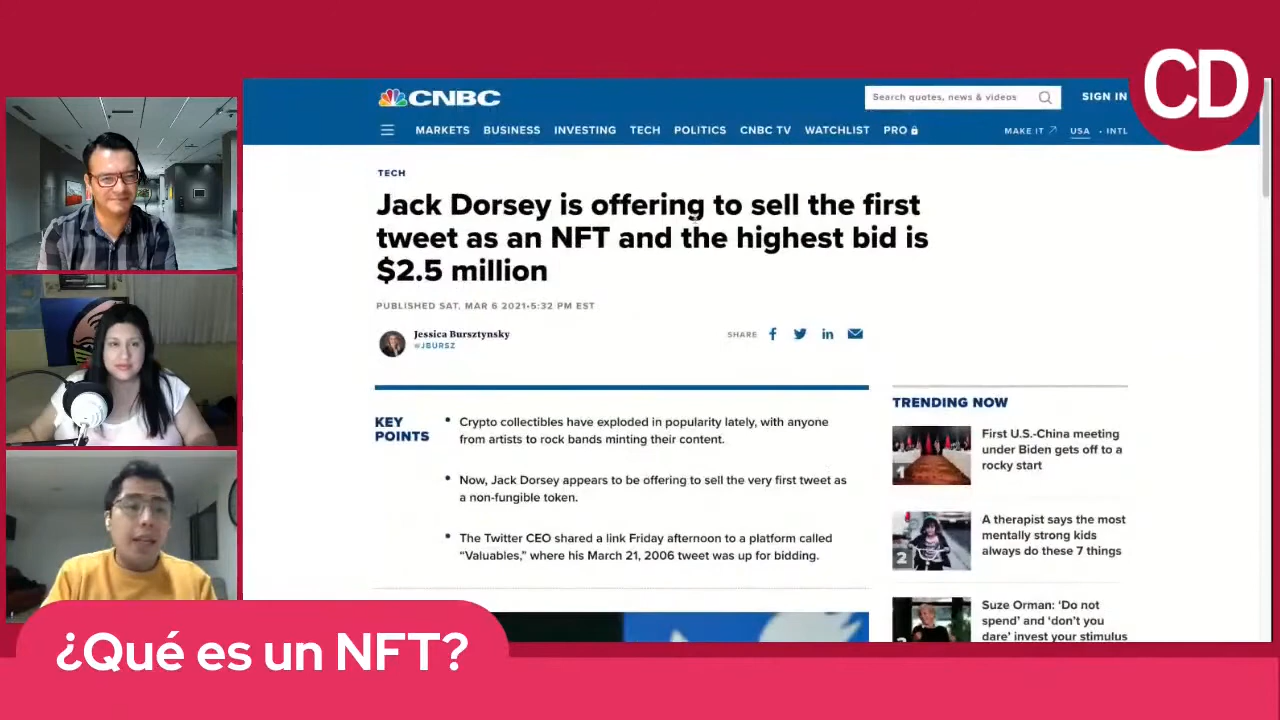 CD
CNBC
Search quotes, news & videos
SIGN IN
MARKETS BUSINESS INVESTING TECH POLITICS CNBC TV WATCHLIST PRO
MAKE IT USA • INTL
TECH
Jack Dorsey is offering to sell the first
tweet as an NFT and the highest bid is
$2.5 million
PUBLISHED SAT, MAR 6 2021•5:32 PM EST
Jessica Bursztynsky
@JBURSZ
SHARE
KEY
POINTS
• Crypto collectibles have exploded in popularity lately, with anyone
from artists to rock bands minting their content.
• Now, Jack Dorsey appears to be offering to sell the very first tweet as
a non-fungible token.
• The Twitter CEO shared a link Friday afternoon to a platform called
“Valuables,” where his March 21, 2006 tweet was up for bidding.
TRENDING NOW
1
First U.S.-China meeting
under Biden gets off to a
rocky start
2
A therapist says the most
mentally strong kids
always do these 7 things
Suze Orman: ‘Do not
spend’ and ‘don’t you
dare’ invest your stimulus
¿Qué es un NFT?